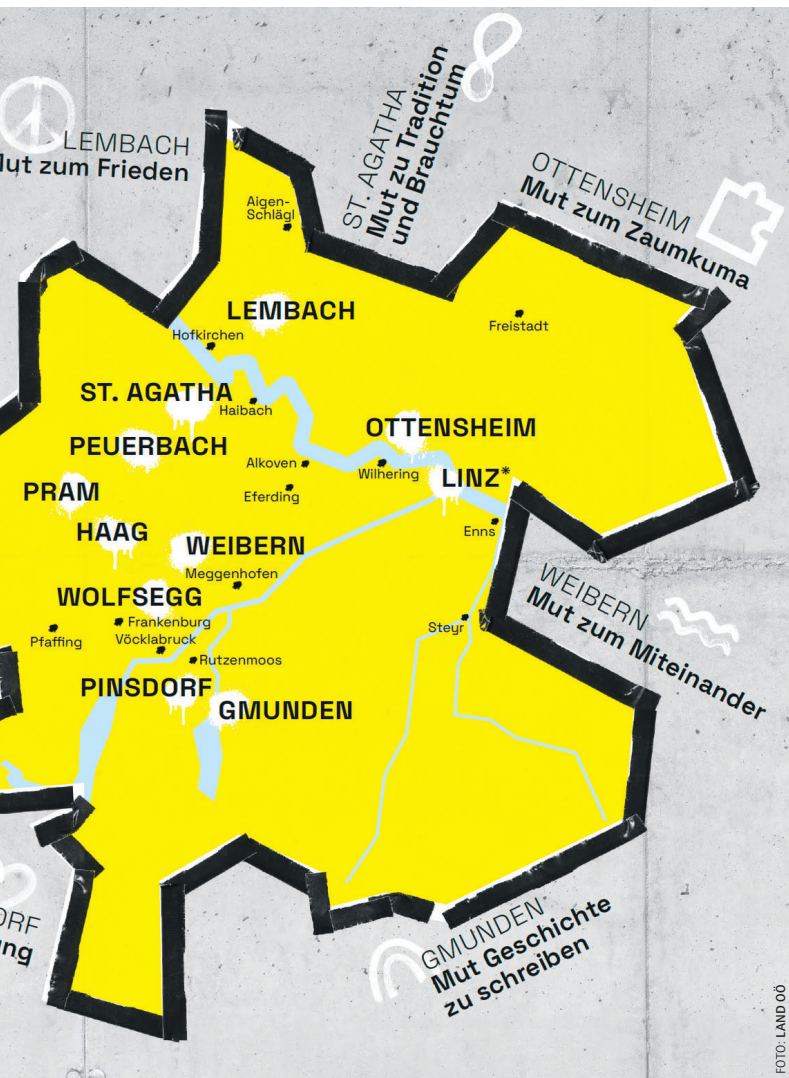 LEMBACH
Mut zum Frieden
ST. AGATHA
Mut zu Tradition
und Brauchtum
OTTENSHEIM
Mut zum Zaumkuma
Aigen-
Schlägl
LEMBACH
Freistadt
Hofkirchen
ST. AGATHA
Haibach
OTTENSHEIM
PEUERBACH
Alkoven
Wilhering
LINZ*
PRAM
Eferding
HAAG
Enns
WEIBERN
Meggenhofen
WEIBERN
Mut zum Miteinander
WOLFSEGG
Frankenburg
Steyr
Pfaffing
Vöcklabruck
Rutzenmoos
PINSDORF
GMUNDEN
ORF
ng
GMUNDEN
Mut Geschichte
zu schreiben
FOTO: LAND OÖ